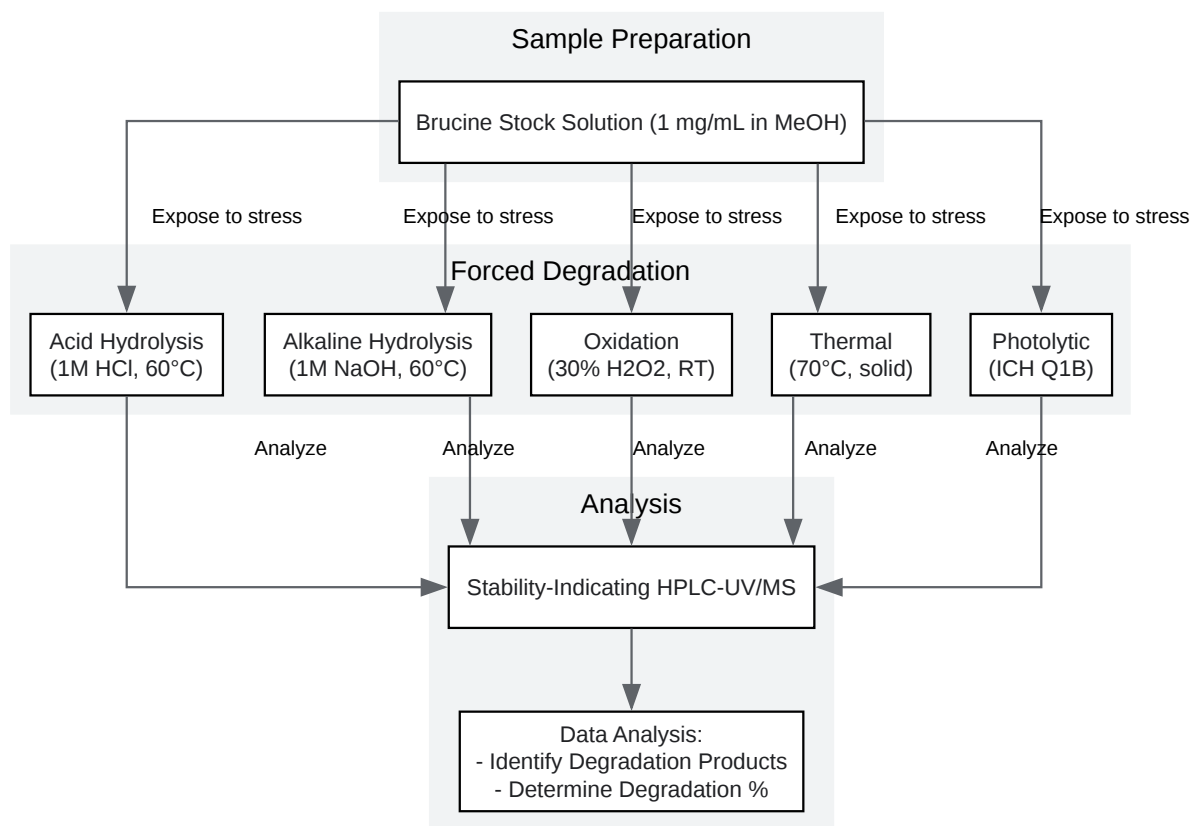 Sample Preparation
Brucine Stock Solution (1 mg/mL in MeOH)
Expose to stress
Expose to stress
Expose to stress
Expose to stress
Expose to stress
Forced Degradation
Acid Hydrolysis
(1M HCl, 60°C)
Alkaline Hydrolysis
(1M NaOH, 60°C)
Oxidation
(30% H2O2, RT)
Thermal
(70°C, solid)
Photolytic
(ICH Q1B)
Analyze
Analyze
Analyze
Analyze
Analyze
Analysis
Stability-Indicating HPLC-UV/MS
Data Analysis:
- Identify Degradation Products
- Determine Degradation %